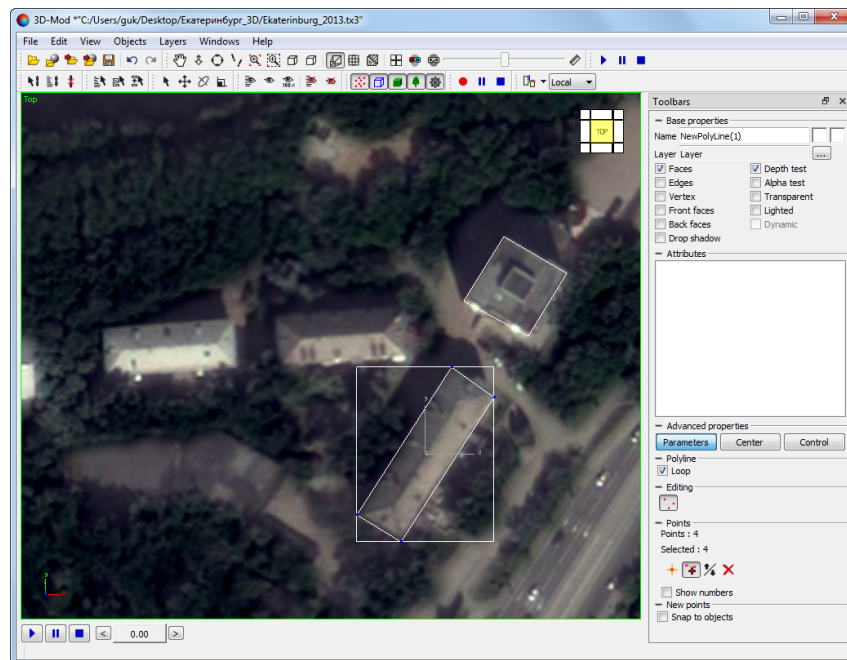 3-D-Mod *"C:/Users/guk/Desktop/Екатеринбург_3D/Ekaterinburg_2013.tx3"
File Edit View Objects Layers Windows Help
100%
Local
Top
TOP
Toolbars
Base properties
Name NewPolyLine(1)
Layer Layer ...
Faces Depth test
Edges Alpha test
Vertex Transparent
Front faces Lighted
Back faces Dynamic
Drop shadow
Attributes
Advanced properties
Parameters Center Control
Polyline
Loop
Editing
Points
Points : 4
Selected : 4
Show numbers
New points
Snap to objects
y
x
< 0.00 >